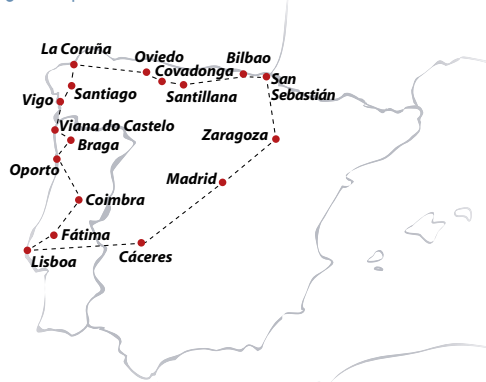 La Coruña
Oviedo
Bilbao
Covadonga
San
Sebastián
Santillana
Santiago
Vigo
Viana do Castelo
Zaragoza
Braga
Oporto
Madrid
Coimbra
Fátima
Cáceres
Lisboa